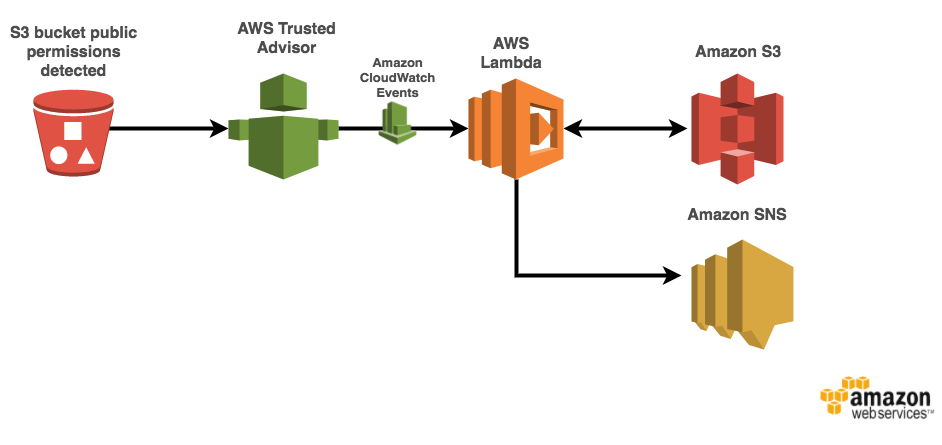 S3 bucket public
permissions
detected
AWS Trusted
Advisor
Amazon
CloudWatch
Events
AWS
Lambda
Amazon S3
Amazon SNS
amazon
webservices™